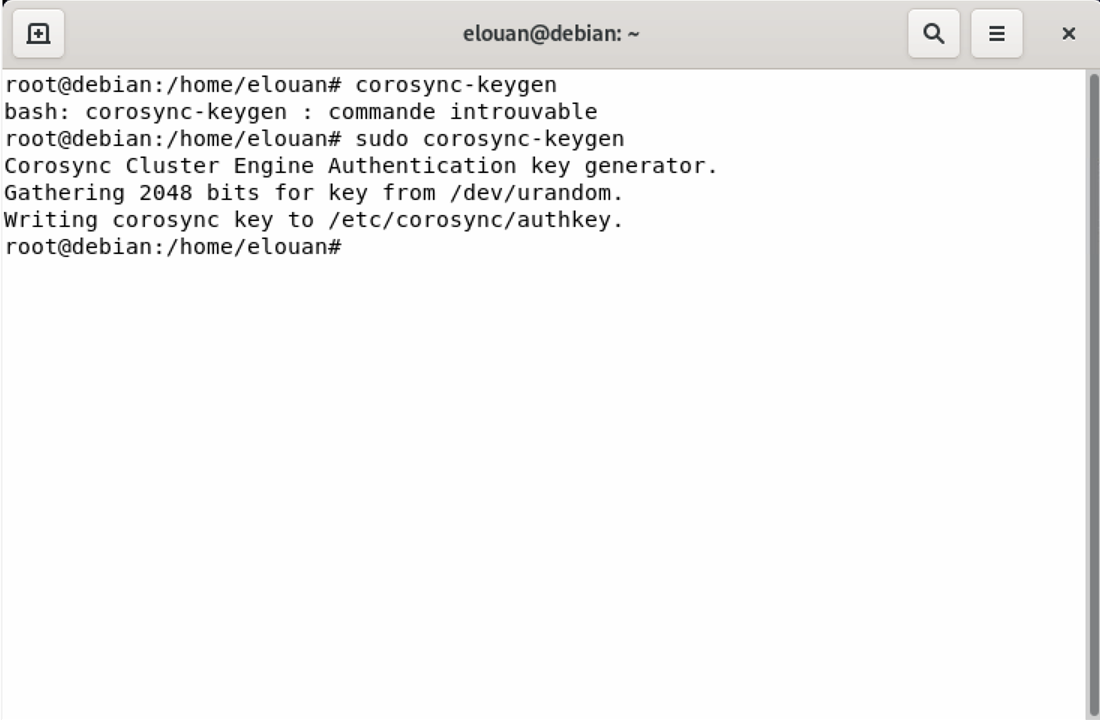 elouan@debian: ~
root@debian:/home/elouan# corosync-keygen
bash: corosync-keygen : commande introuvable
root@debian:/home/elouan# sudo corosync-keygen
Corosync Cluster Engine Authentication key generator.
Gathering 2048 bits for key from /dev/urandom.
Writing corosync key to /etc/corosync/authkey.
root@debian:/home/elouan#